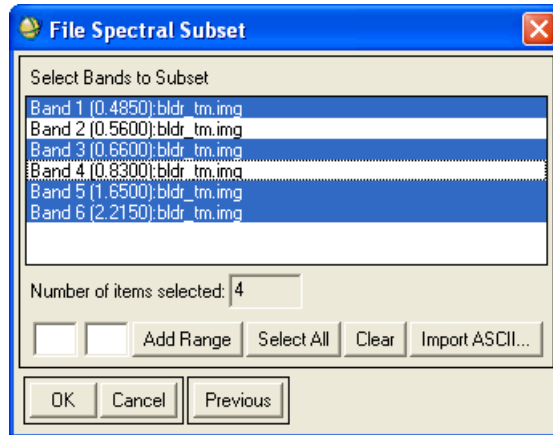 File Spectral Subset
Select Bands to Subset
Band 1 (0.4850):bldr_tm.img
Band 2 (0.5600):bldr_tm.img
Band 3 (0.6600):bldr_tm.img
Band 4 (0.8300):bldr_tm.img
Band 5 (1.6500):bldr_tm.img
Band 6 (2.2150):bldr_tm.img
Number of items selected: 4
Add Range Select All Clear Import ASCII...
OK Cancel Previous